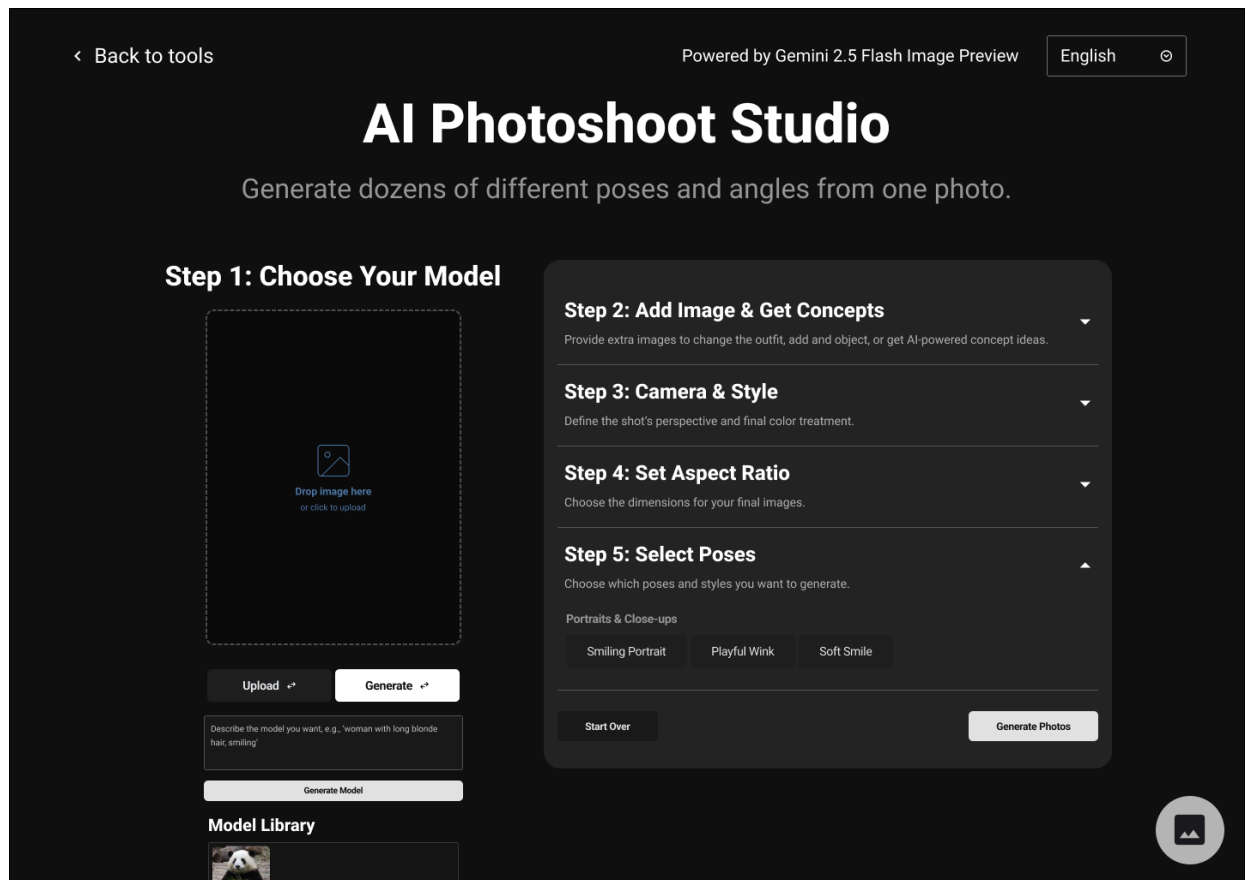 Back to tools
Powered by Gemini 2.5 Flash Image Preview
English
AI Photoshoot Studio
Generate dozens of different poses and angles from one photo.
Step 1: Choose Your Model
Drop image here
or click to upload
Upload
Generate
Describe the model you want, e.g., 'woman with long blonde
hair, smiling'
Generate Model
Model Library
Step 2: Add Image & Get Concepts
Provide extra images to change the outfit, add and object, or get AI-powered concept ideas.
Step 3: Camera & Style
Define the shot's perspective and final color treatment.
Step 4: Set Aspect Ratio
Choose the dimensions for your final images.
Step 5: Select Poses
Choose which poses and styles you want to generate.
Portraits & Close-ups
Smiling Portrait
Playful Wink
Soft Smile
Start Over
Generate Photos